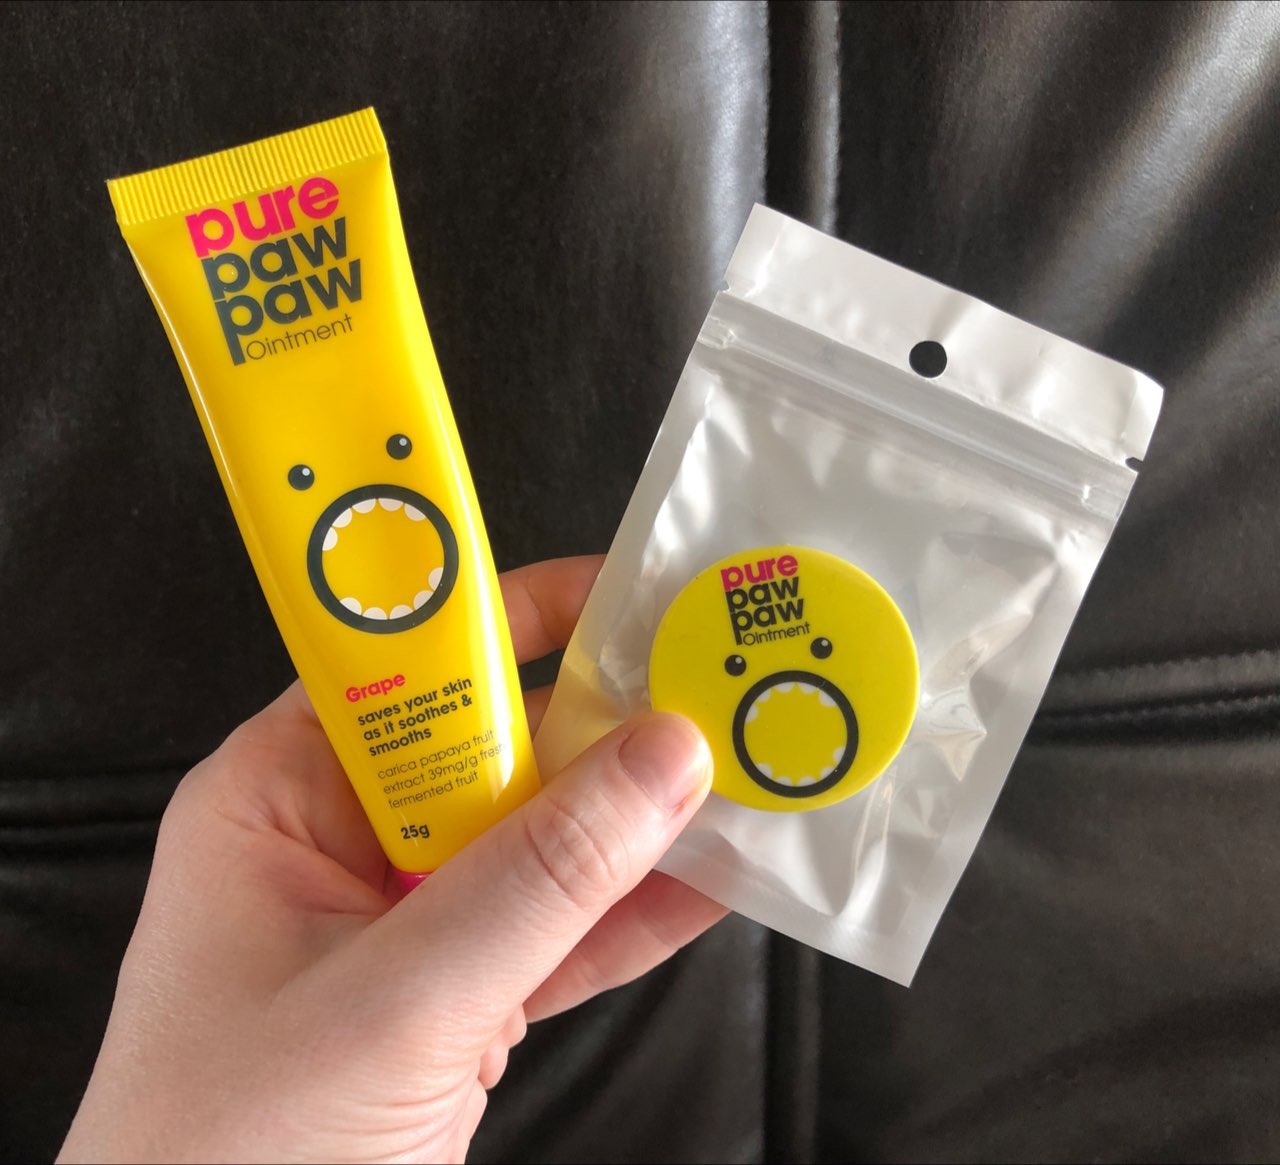 pure
paw
paw
Ointment
Grape
saves your skin
as it soothes &
smooths
carica papaya fruit
extract 39mg/g fresh
fermented fruit
25g
pure
paw
paw
Ointment